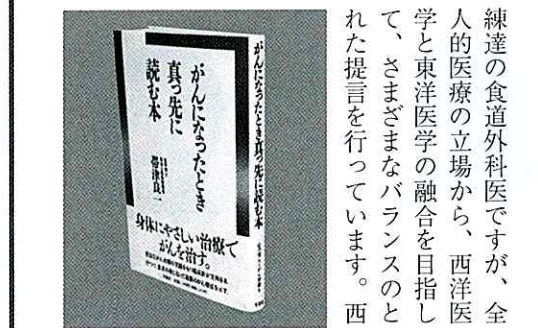 練達の食道外科医ですが、全
人的医療の立場から、西洋医
学と東洋医学の融合を目指し
て、さまざまなバランスのと
れた提言を行っています。西
がんになったとき真っ先に読む本
がんになったとき
真っ先に
読む本
帯津良一
身体にやさしい治療で
がんを治す。